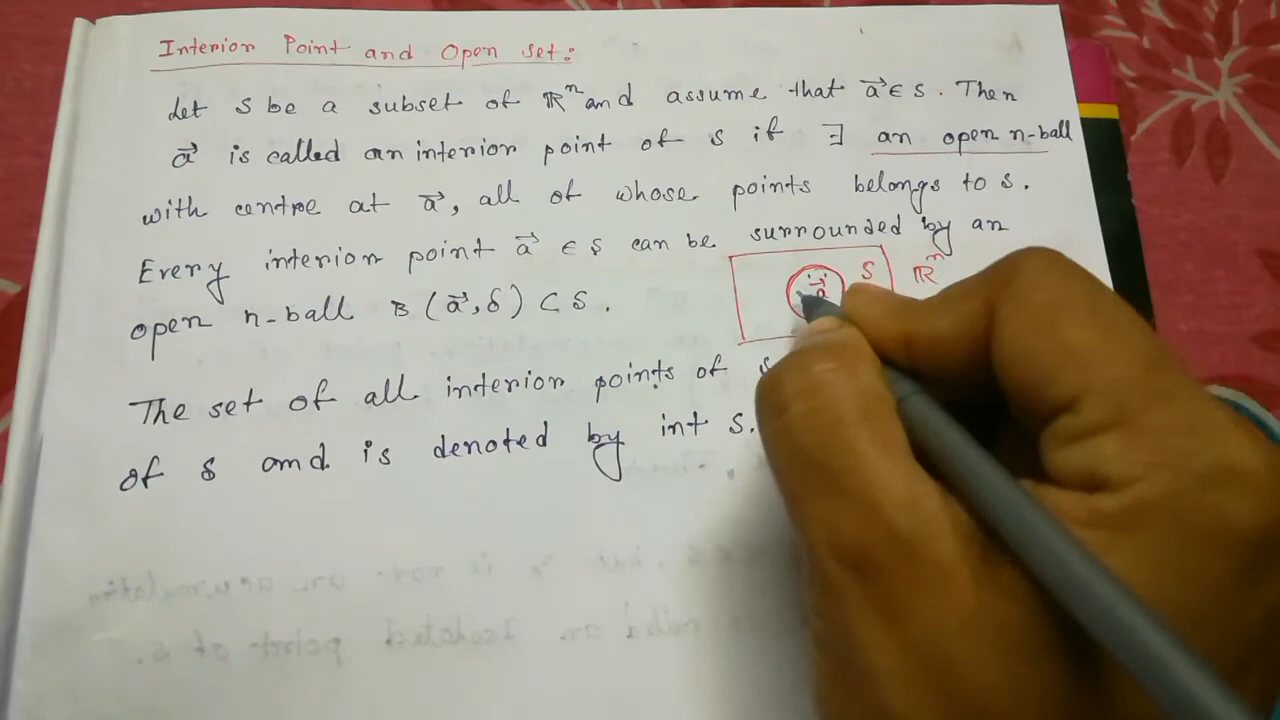 Interior Point and Open set:
Let S be a subset of ℝⁿ and assume that a⃗ ∈ S. Then
a⃗ is called an interior point of S if ∃ an open n-ball
with centre at a⃗, all of whose points belongs to S.
Every interior point a⃗ ∈ S can be surrounded by an
open n-ball B (a⃗, δ) ⊂ S.
a⃗ S ℝⁿ
The set of all interior points of S
of S and is denoted by int S.